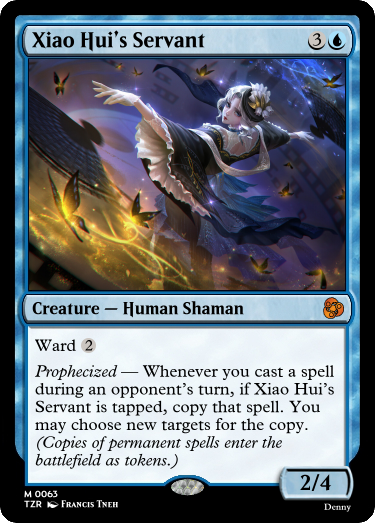 Xiao Hui's Servant 3
Creature — Human Shaman
Ward 2
Prophecized — Whenever you cast a spell
during an opponent's turn, if Xiao Hui's
Servant is tapped, copy that spell. You
may choose new targets for the copy.
(Copies of permanent spells enter the
battlefield as tokens.)
2/4
M 0063
TZR Francis Tneh
Denny